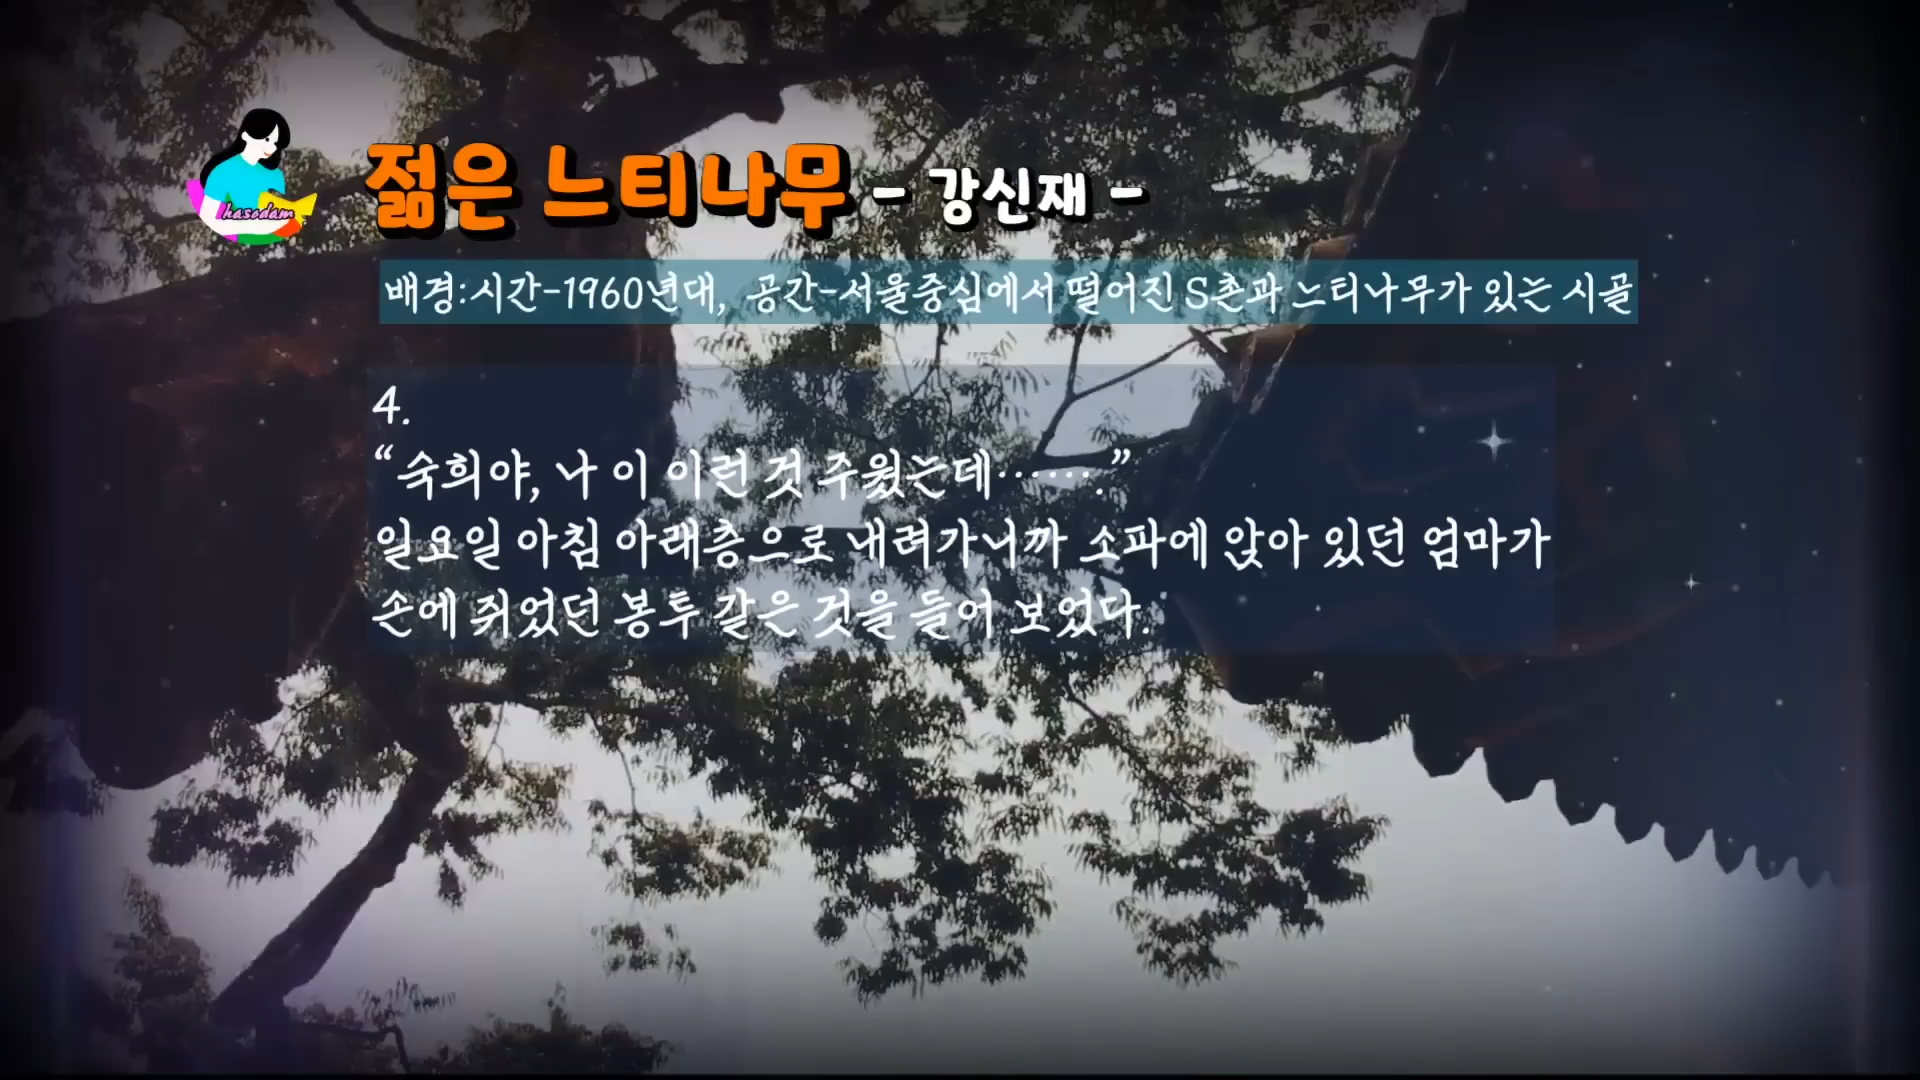 hasodam
젊은 느티나무 - 강신재 -
배경:시간-1960년대, 공간-서울중심에서 떨어진 S촌과 느티나무가 있는 시골
4.
“숙희야, 나 이 이런 것 주웠는데…….”
일요일 아침 아래층으로 내려가니까 소파에 앉아 있던 엄마가
손에 쥐었던 봉투 같은 것을 들어 보였다.